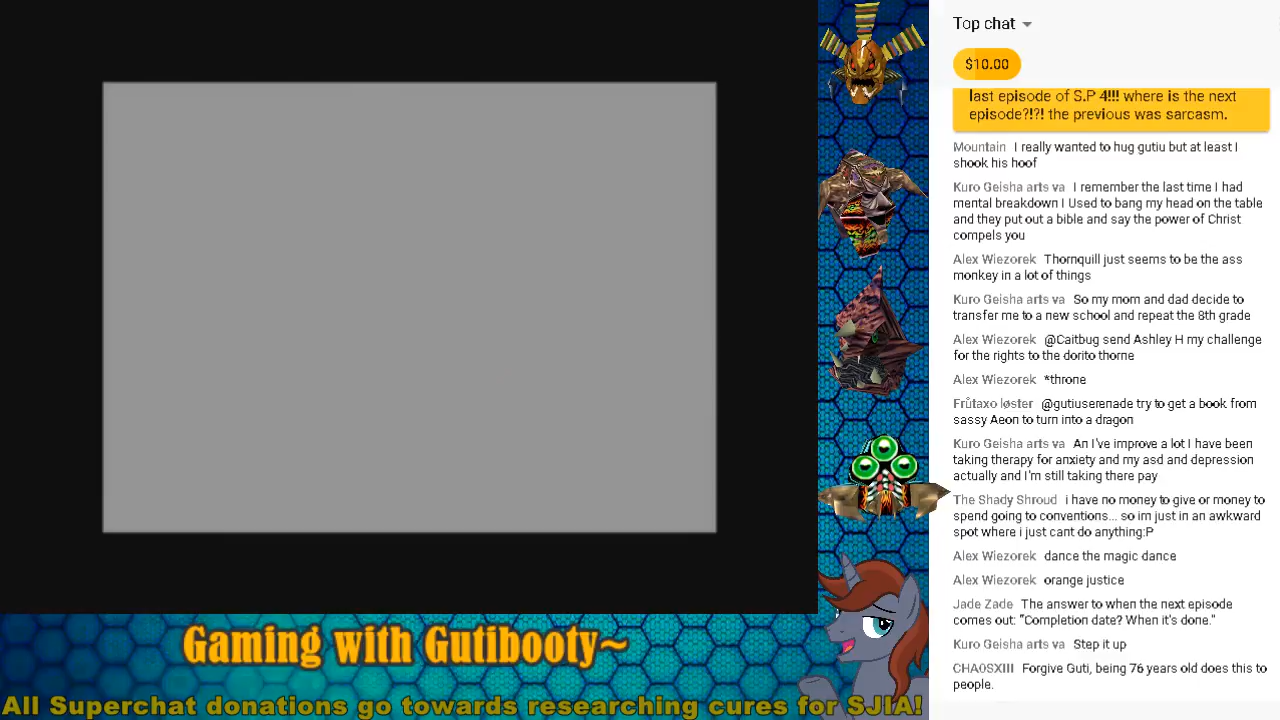 Top chat
$10.00
last episode of S.P 4!!! where is the next
episode?!?! the previous was sarcasm.
Mountain I really wanted to hug gutiu but at least I
shook his hoof
Kuro Geisha arts va I remember the last time I had
mental breakdown I Used to bang my head on the table
and they put out a bible and say the power of Christ
compels you
Alex Wiezorek Thornquill just seems to be the ass
monkey in a lot of things
Kuro Geisha arts va So my mom and dad decide to
transfer me to a new school and repeat the 8th grade
Alex Wiezorek @Caitbug send Ashley H my challenge
for the rights to the dorito thorne
Alex Wiezorek *throne
Frůtaxo løster @gutiuserenade try to get a book from
sassy Aeon to turn into a dragon
Kuro Geisha arts va An I've improve a lot I have been
taking therapy for anxiety and my asd and depression
actually and I'm still taking there pay
The Shady Shroud i have no money to give or money to
spend going to conventions... so im just in an awkward
spot where i just cant do anything:P
Alex Wiezorek dance the magic dance
Alex Wiezorek orange justice
Jade Zade The answer to when the next episode
comes out: "Completion date? When it's done."
Kuro Geisha arts va Step it up
CHA0SXIII Forgive Guti, being 76 years old does this to
people.
Gaming with Gutibooty~
All Superchat donations go towards researching cures for SJIA!